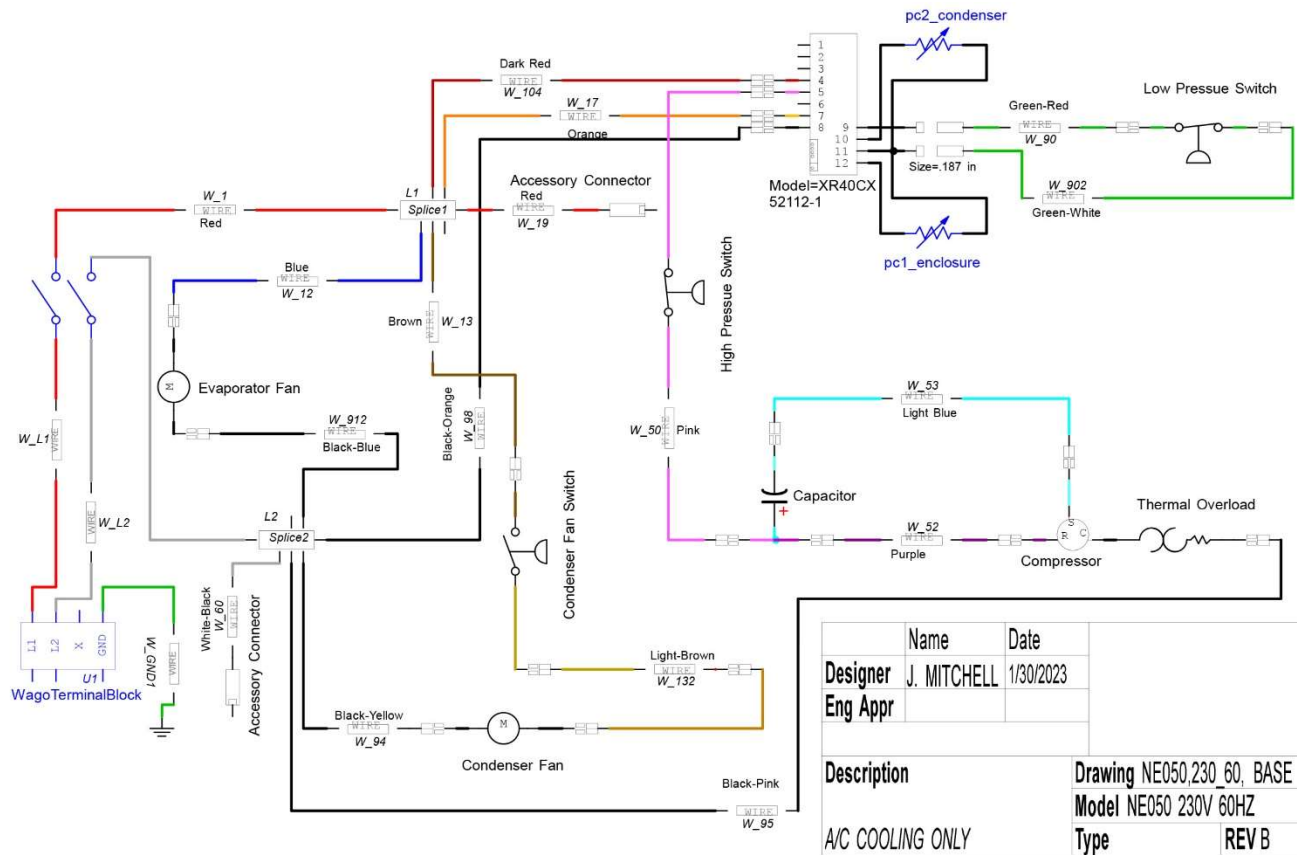 pc2_condenser
1
2
3
4
5
6
7
8
9
10
11
12
Dark Red
WIRE
W_104
W_17
WIRE
Orange
Low Pressue Switch
Green-Red
WIRE
W_90
Size=.187 in
W_902
WIRE
Green-White
Model=XR40CX
52112-1
pc1_enclosure
L1
Splice1
Accessory Connector
Red
WIRE
W_19
W_1
WIRE
Red
Blue
WIRE
W_12
Brown
WIRE
W_13
High Pressue Switch
M
Evaporator Fan
W_912
WIRE
Black-Blue
Black-Orange
W_98
WIRE
W_50
WIRE
Pink
W_53
WIRE
Light Blue
W_L1
WIRE
WIRE
W_L2
Capacitor
+
W_52
WIRE
Purple
S
R
C
Compressor
Thermal Overload
L2
Splice2
Condenser Fan Switch
White-Black
W_60
WIRE
Accessory Connector
L1
L2
X
GND
U1
WagoTerminalBlock
W_GND1
WIRE
Light-Brown
WIRE
W_132
Black-Yellow
WIRE
W_94
M
Condenser Fan
Black-Pink
WIRE
W_95
Name Date
Designer J. MITCHELL 1/30/2023
Eng Appr
Description Drawing NE050,230_60, BASE
Model NE050 230V 60HZ
A/C COOLING ONLY Type REV B